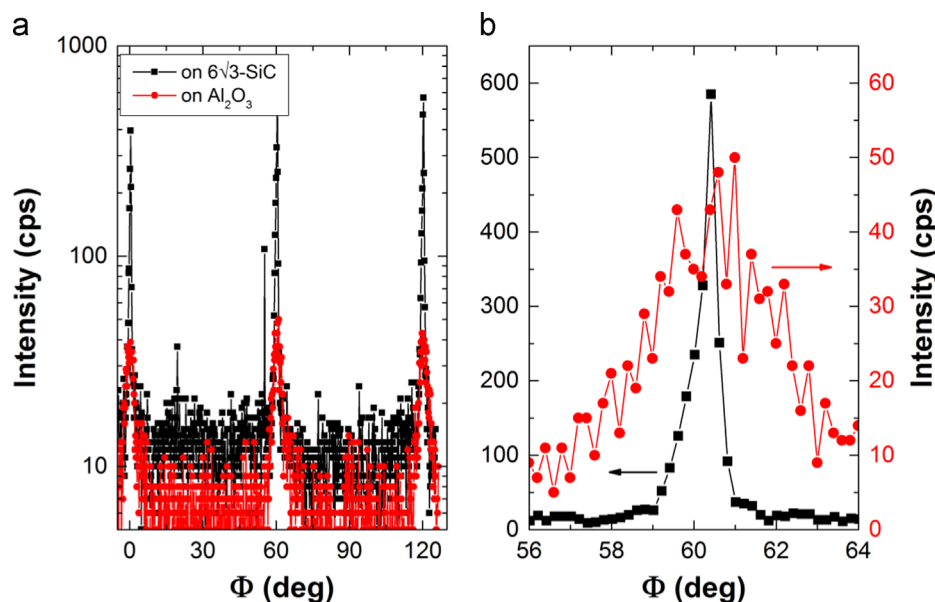 a
1000
100
10
Intensity (cps)
on 6√3-SiC
on Al₂O₃
0 30 60 90 120
Φ (deg)
b
600
500
400
300
200
100
0
Intensity (cps)
60
50
40
30
20
10
0
Intensity (cps)
56 58 60 62 64
Φ (deg)